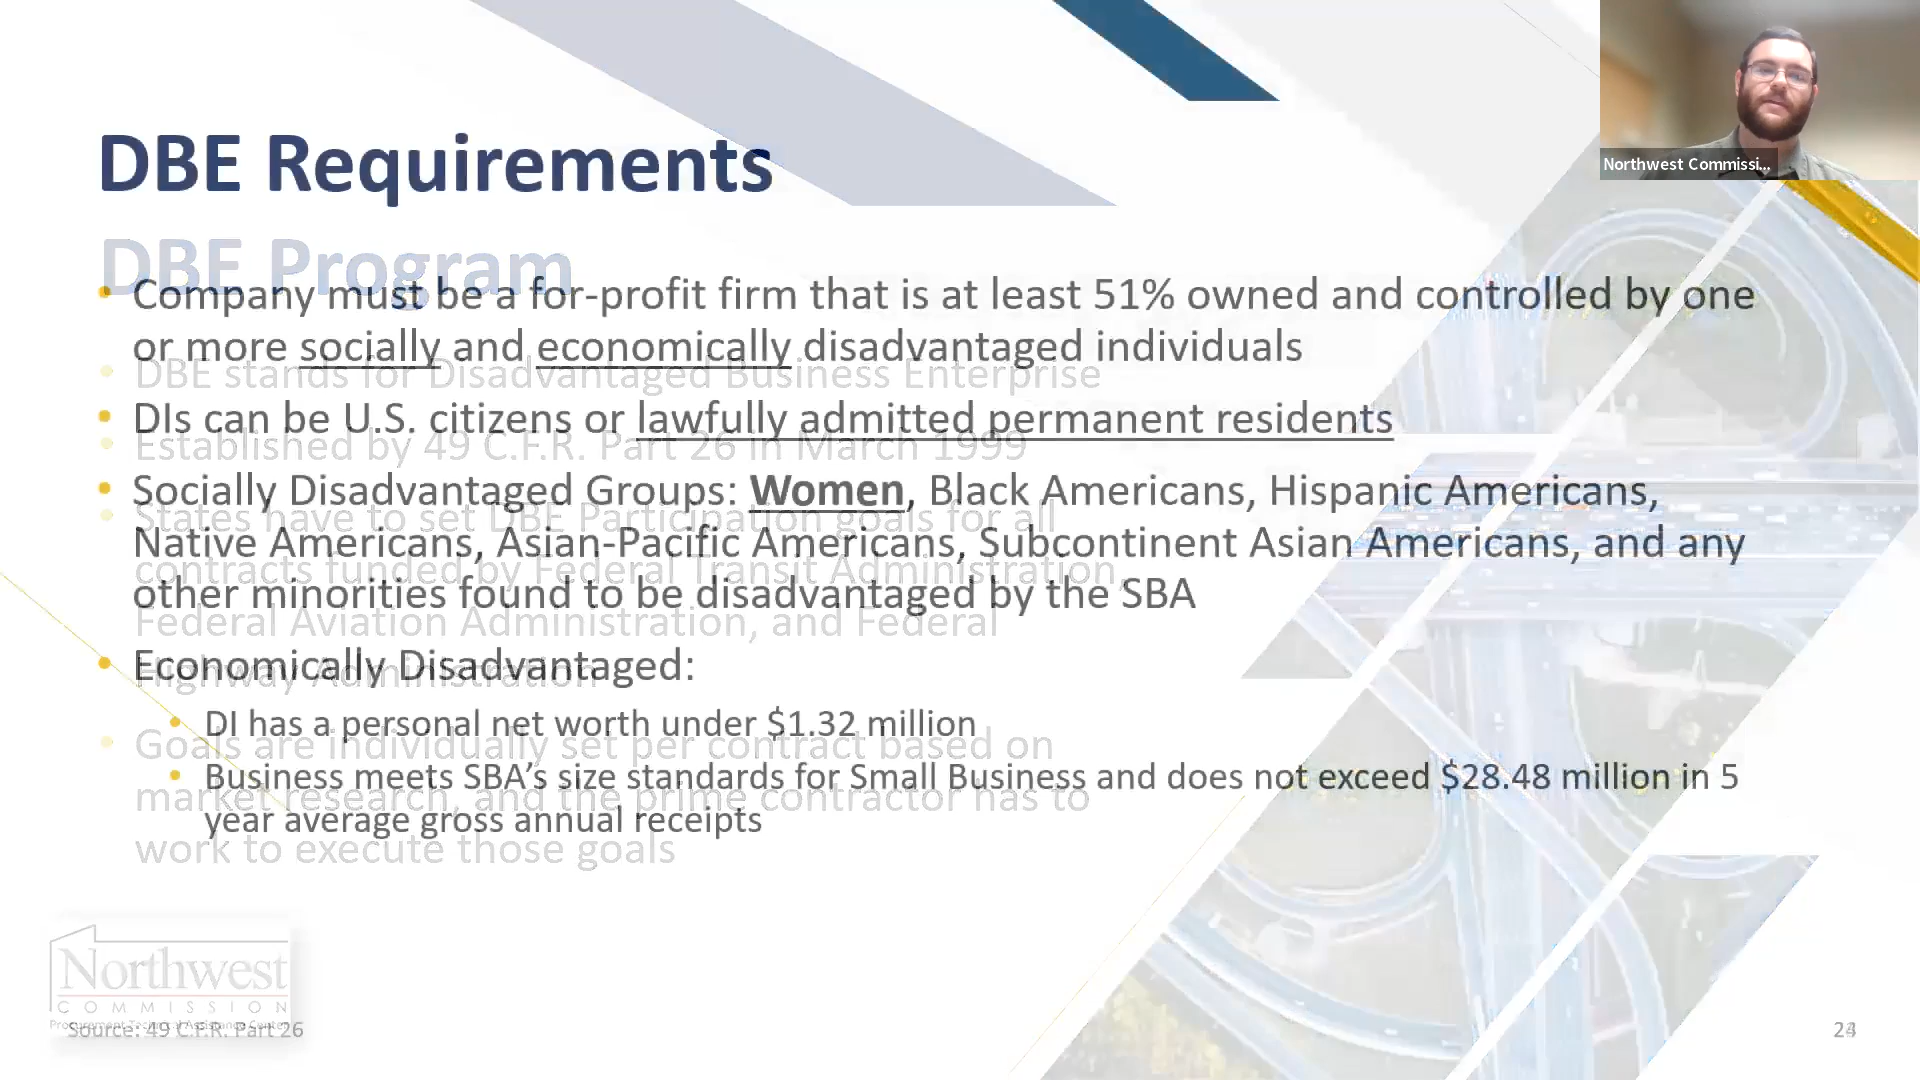 Northwest Commissi...
DBE Requirements
DBE Program
• Company must be a for-profit firm that is at least 51% owned and controlled by one
or more socially and economically disadvantaged individuals
• DBE stands for Disadvantaged Business Enterprise
• DIs can be U.S. citizens or lawfully admitted permanent residents
• Established by 49 C.F.R. Part 26 in March 1999
• Socially Disadvantaged Groups: Women, Black Americans, Hispanic Americans,
• States have to set DBE Participation goals for all
Native Americans, Asian-Pacific Americans, Subcontinent Asian Americans, and any
contracts funded by Federal Transit Administration,
other minorities found to be disadvantaged by the SBA
Federal Aviation Administration, and Federal
• Economically Disadvantaged:
Highway Administration
• DI has a personal net worth under $1.32 million
• Goals are individually set per contract based on
• Business meets SBA’s size standards for Small Business and does not exceed $28.48 million in 5
market research, and the prime contractor has to
year average gross annual receipts
work to execute those goals
Northwest
COMMISSION
Procurement Technical Assistance Center
Source: 49 C.F.R. Part 26